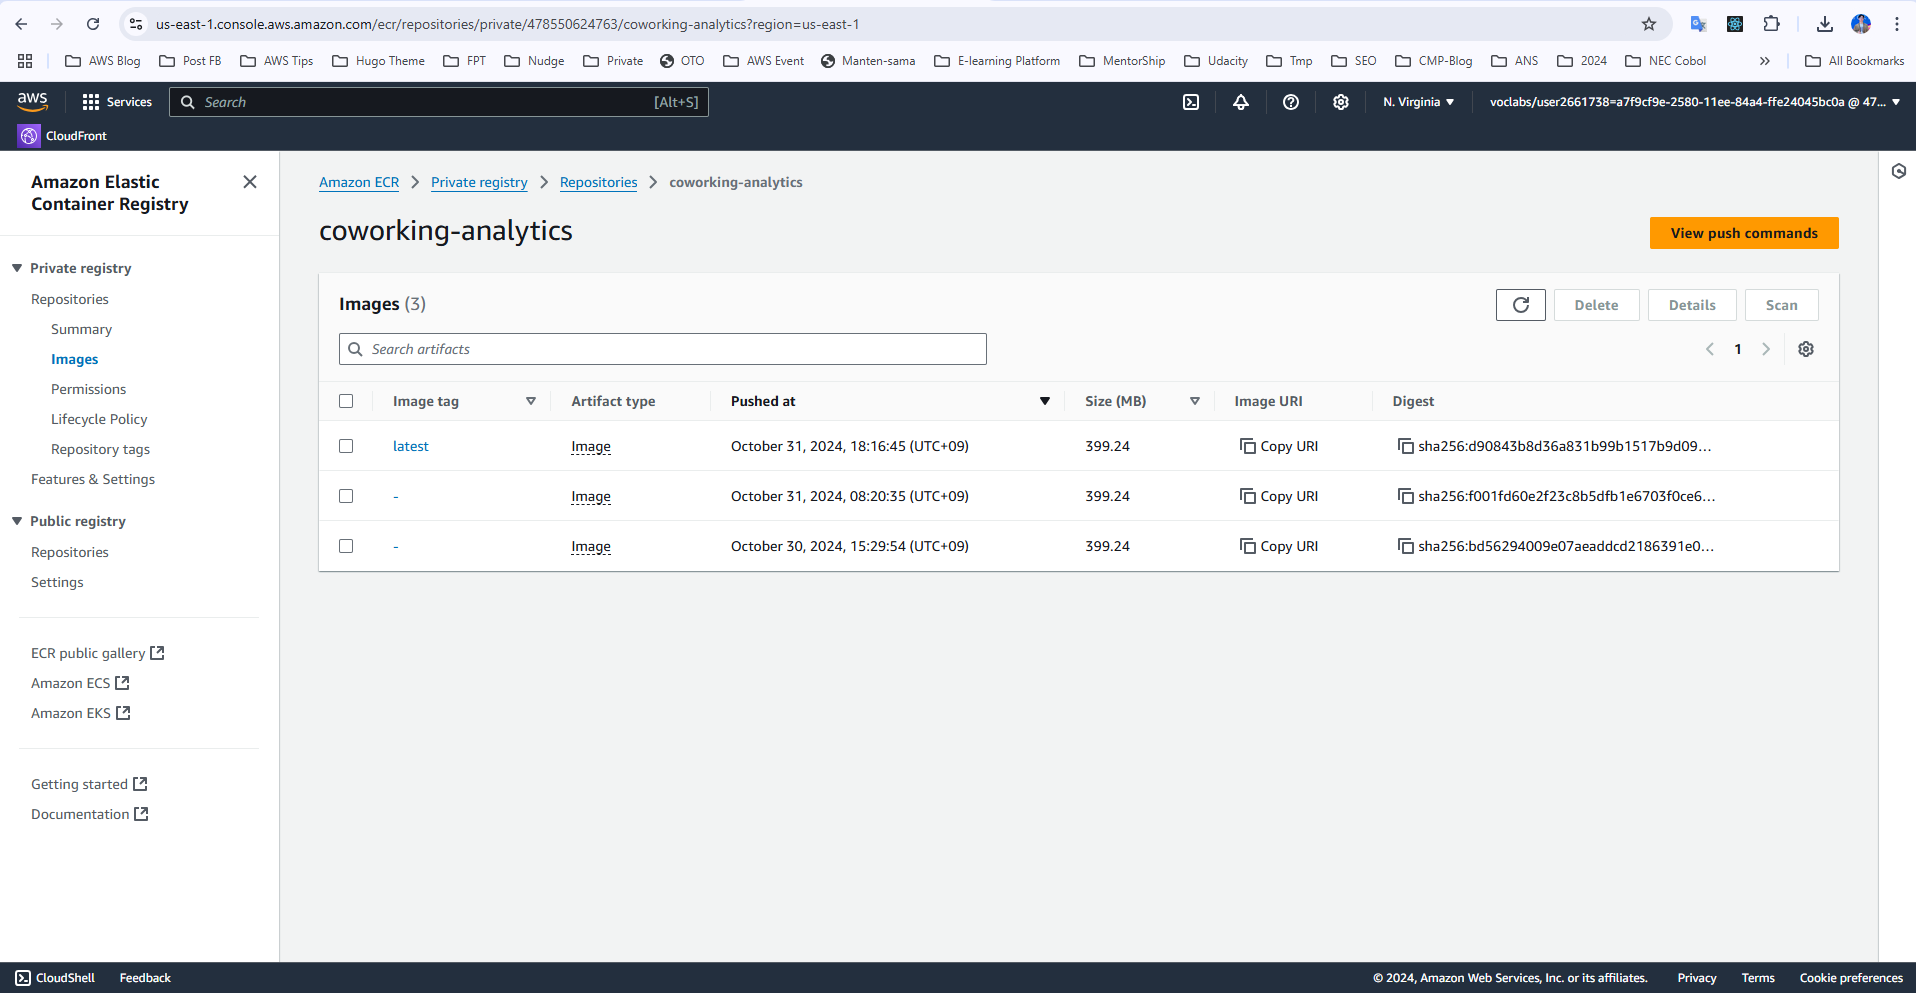 us-east-1.console.aws.amazon.com/ecr/repositories/private/478550624763/coworking-analytics?region=us-east-1
AWS Blog Post FB AWS Tips Hugo Theme FPT Nudge Private OTO AWS Event Manten-sama E-learning Platform MentorShip Udacity Tmp SEO CMP-Blog ANS 2024 NEC Cobol » All Bookmarks
aws Services Search [Alt+S] N. Virginia voclabs/user2661738=a7f9cf9e-2580-11ee-84a4-ffe24045bc0a @ 47...
CloudFront
Amazon Elastic
Container Registry
Private registry
Repositories
Summary
Images
Permissions
Lifecycle Policy
Repository tags
Features & Settings
Public registry
Repositories
Settings
ECR public gallery
Amazon ECS
Amazon EKS
Getting started
Documentation
Amazon ECR > Private registry > Repositories > coworking-analytics
coworking-analytics
View push commands
Images (3)
Delete Details Scan
Search artifacts
1
Image tag Artifact type Pushed at Size (MB) Image URI Digest
latest Image October 31, 2024, 18:16:45 (UTC+09) 399.24 Copy URI sha256:d90843b8d36a831b99b1517b9d09...
- Image October 31, 2024, 08:20:35 (UTC+09) 399.24 Copy URI sha256:f001fd60e2f23c8b5dfb1e6703f0ce6...
- Image October 30, 2024, 15:29:54 (UTC+09) 399.24 Copy URI sha256:bd56294009e07aeaddcd2186391e0...
CloudShell Feedback © 2024, Amazon Web Services, Inc. or its affiliates. Privacy Terms Cookie preferences